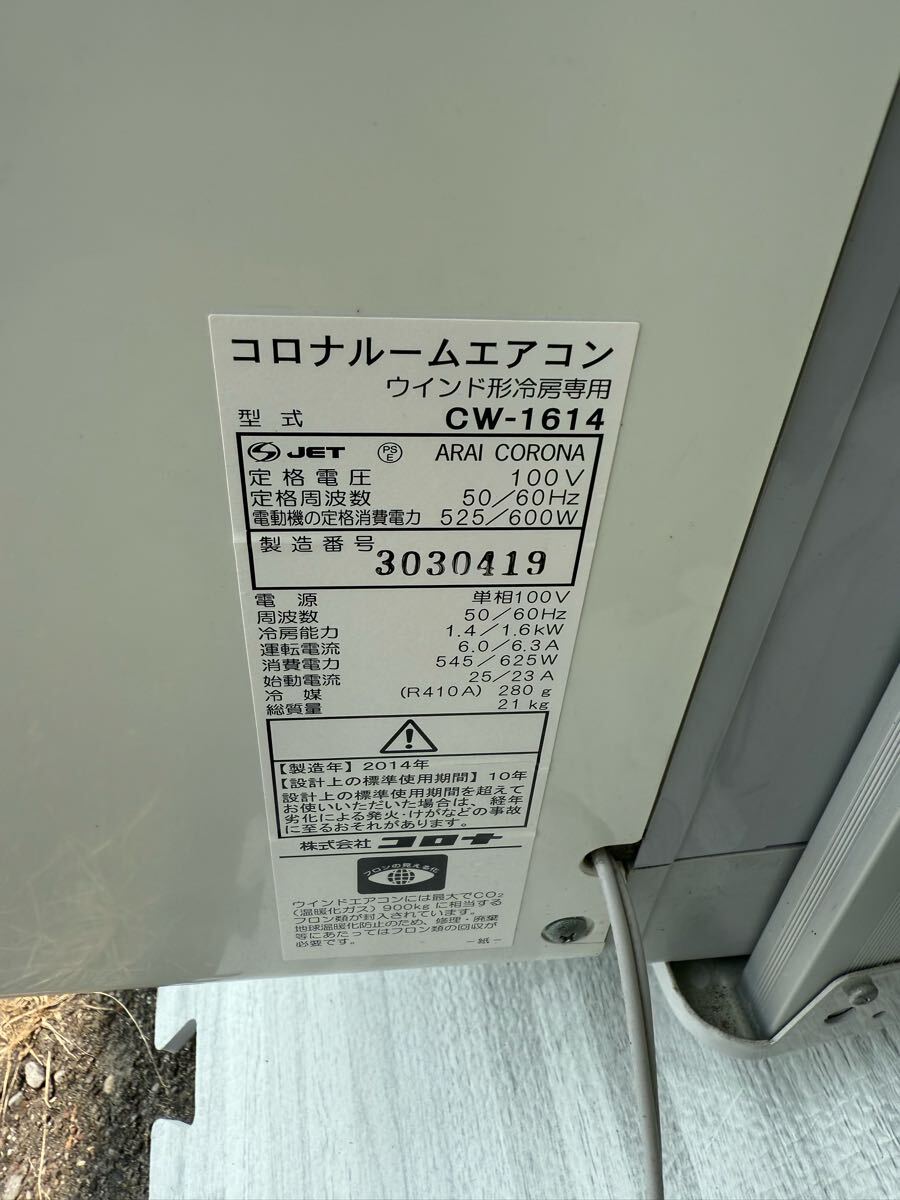 コロナルームエアコン
ウインド形冷房専用
型式 CW-1614
JET PSE ARAI CORONA
定格電圧 100V
定格周波数 50/60Hz
電動機の定格消費電力 525/600W
製造番号 3030419
電源 単相100V
周波数 50/60Hz
冷房能力 1.4/1.6kW
運転電流 6.0/6.3A
消費電力 545/625W
始動電流 25/23A
冷媒 (R410A) 280g
総質量 21kg
【製造年】2014年
【設計上の標準使用期間】10年
設計上の標準使用期間を超えて
お使いいただいた場合は、経年
劣化による発火・けがなどの事故
に至るおそれがあります。
株式会社 コロナ
フロンの見える化
ウインドエアコンには最大でCO₂
(温暖化ガス) 900kgに相当する
フロン類が封入されています。
地球温暖化防止のため、修理・廃棄
等にあたってはフロン類の回収が
必要です。 －紙－